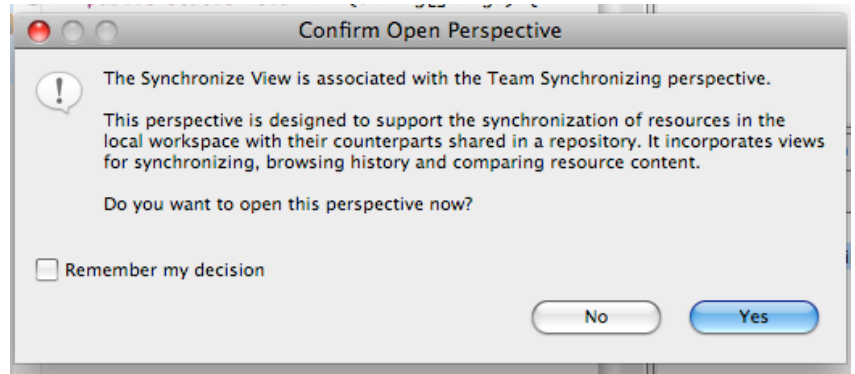 Confirm Open Perspective
The Synchronize View is associated with the Team Synchronizing perspective.
This perspective is designed to support the synchronization of resources in the
local workspace with their counterparts shared in a repository. It incorporates views
for synchronizing, browsing history and comparing resource content.
Do you want to open this perspective now?
Remember my decision
No
Yes